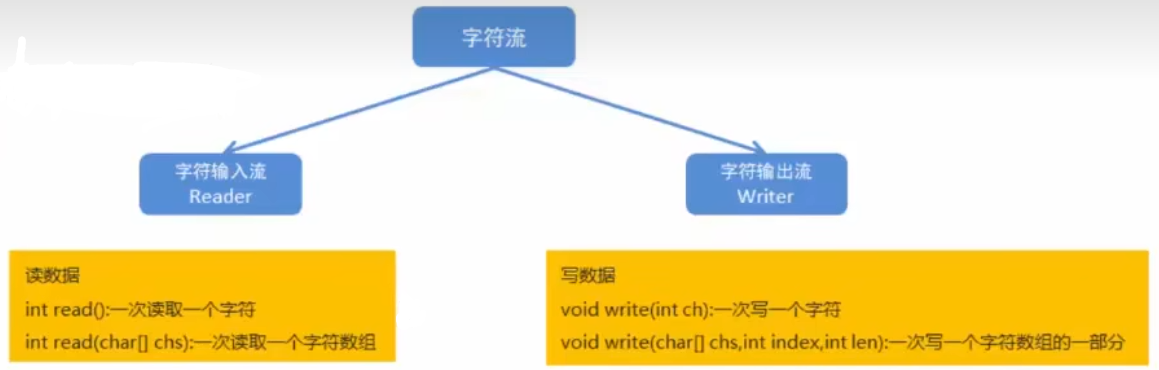 字符流
字符输入流
Reader
字符输出流
Writer
读数据
int read():一次读取一个字符
int read(char[] chs):一次读取一个字符数组
写数据
void write(int ch):一次写一个字符
void write(char[] chs,int index,int len):一次写一个字符数组的一部分